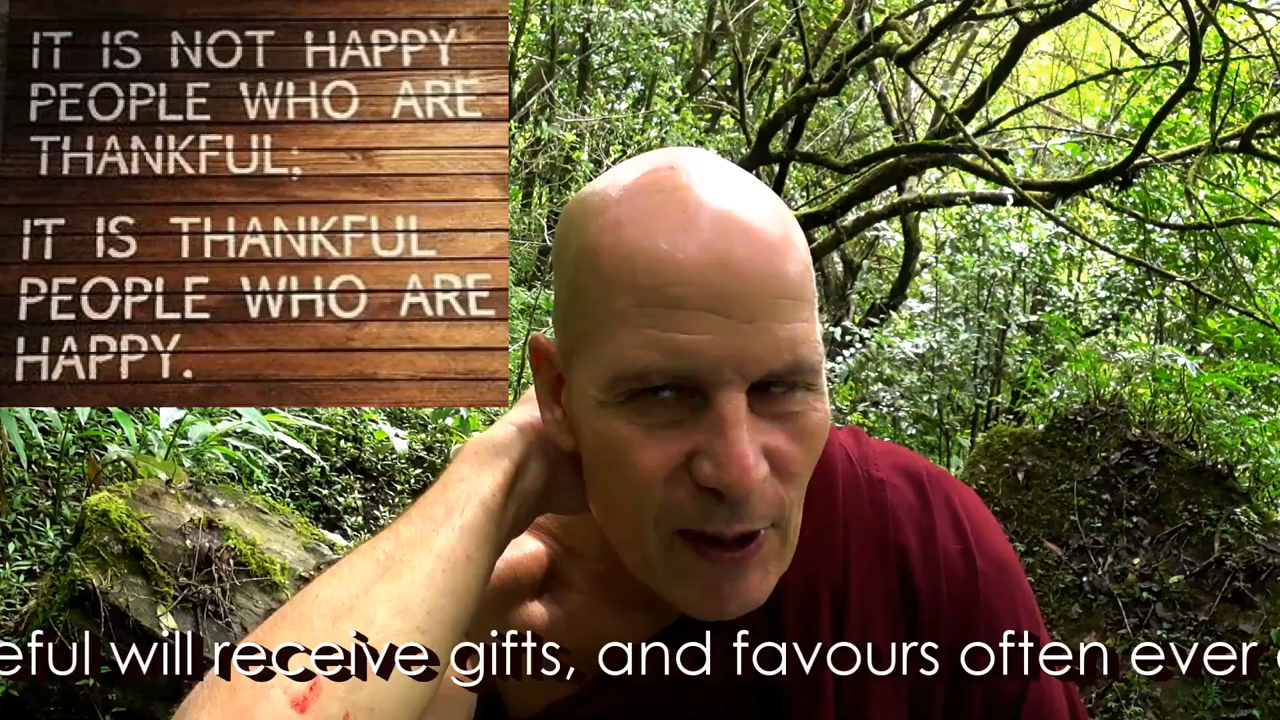 IT IS NOT HAPPY
PEOPLE WHO ARE
THANKFUL;
IT IS THANKFUL
PEOPLE WHO ARE
HAPPY.
eful will receive gifts, and favours often ever